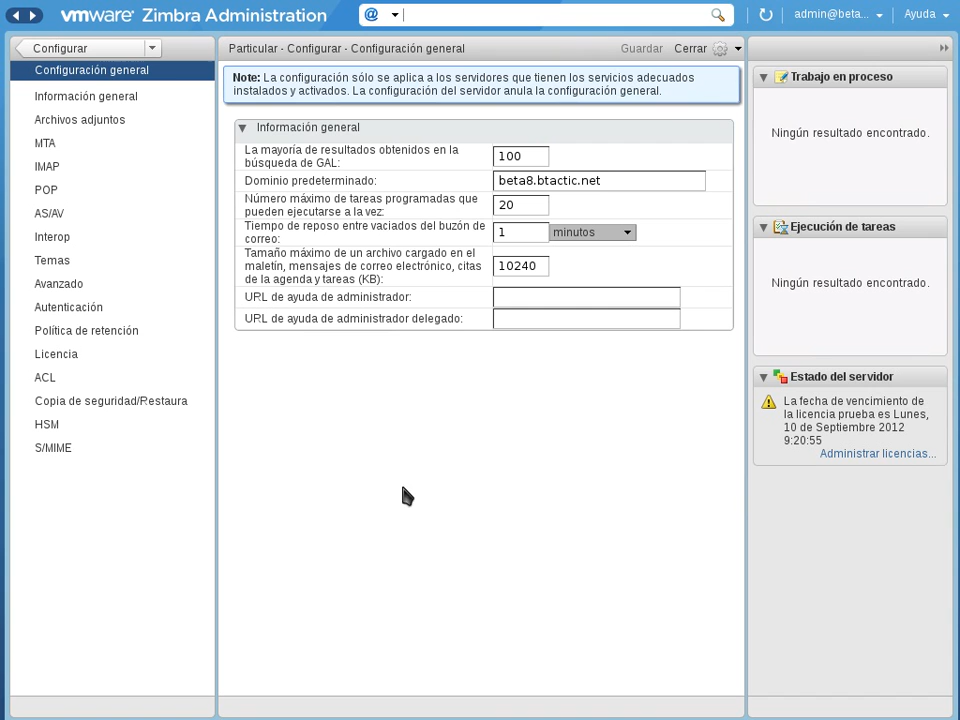 vmware Zimbra Administration
@
admin@beta...
Ayuda
Configurar
Configuración general
Información general
Archivos adjuntos
MTA
IMAP
POP
AS/AV
Interop
Temas
Avanzado
Autenticación
Política de retención
Licencia
ACL
Copia de seguridad/Restaura
HSM
S/MIME
Particular - Configurar - Configuración general
Guardar
Cerrar
Note: La configuración sólo se aplica a los servidores que tienen los servicios adecuados
instalados y activados. La configuración del servidor anula la configuración general.
Información general
La mayoría de resultados obtenidos en la
búsqueda de GAL:
100
Dominio predeterminado:
beta8.btactic.net
Número máximo de tareas programadas que
pueden ejecutarse a la vez:
20
Tiempo de reposo entre vaciados del buzón de
correo:
1
minutos
Tamaño máximo de un archivo cargado en el
maletín, mensajes de correo electrónico, citas
de la agenda y tareas (KB):
10240
URL de ayuda de administrador:
URL de ayuda de administrador delegado:
Trabajo en proceso
Ningún resultado encontrado.
Ejecución de tareas
Ningún resultado encontrado.
Estado del servidor
La fecha de vencimiento de
la licencia prueba es Lunes,
10 de Septiembre 2012
9:20:55
Administrar licencias...